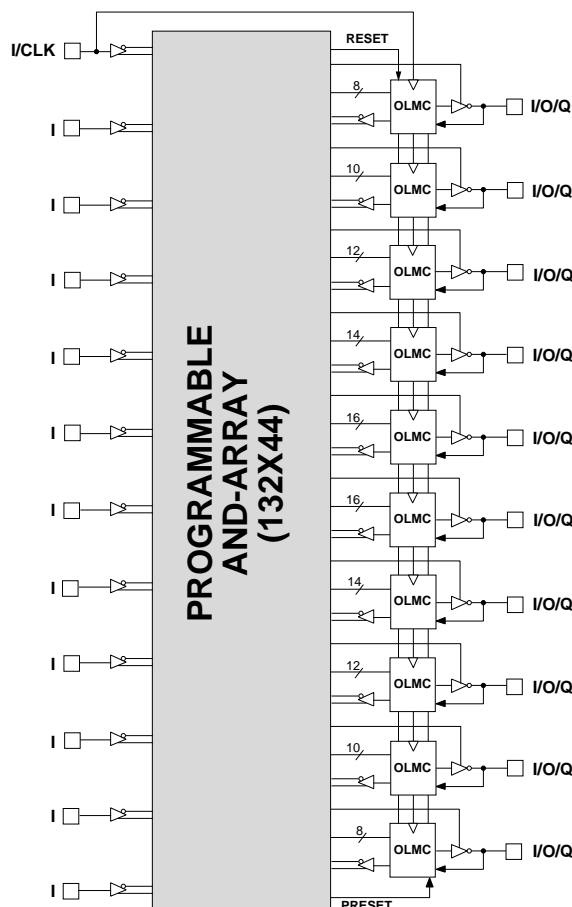 RESET
I/CLK
8
OLMC
I/O/Q
I
10
OLMC
I/O/Q
I
12
OLMC
I/O/Q
I
14
OLMC
I/O/Q
I
16
OLMC
I/O/Q
I
16
OLMC
I/O/Q
I
14
OLMC
I/O/Q
I
12
OLMC
I/O/Q
I
10
OLMC
I/O/Q
I
8
OLMC
I/O/Q
I
I
PRESET
PROGRAMMABLE
AND-ARRAY
(132X44)